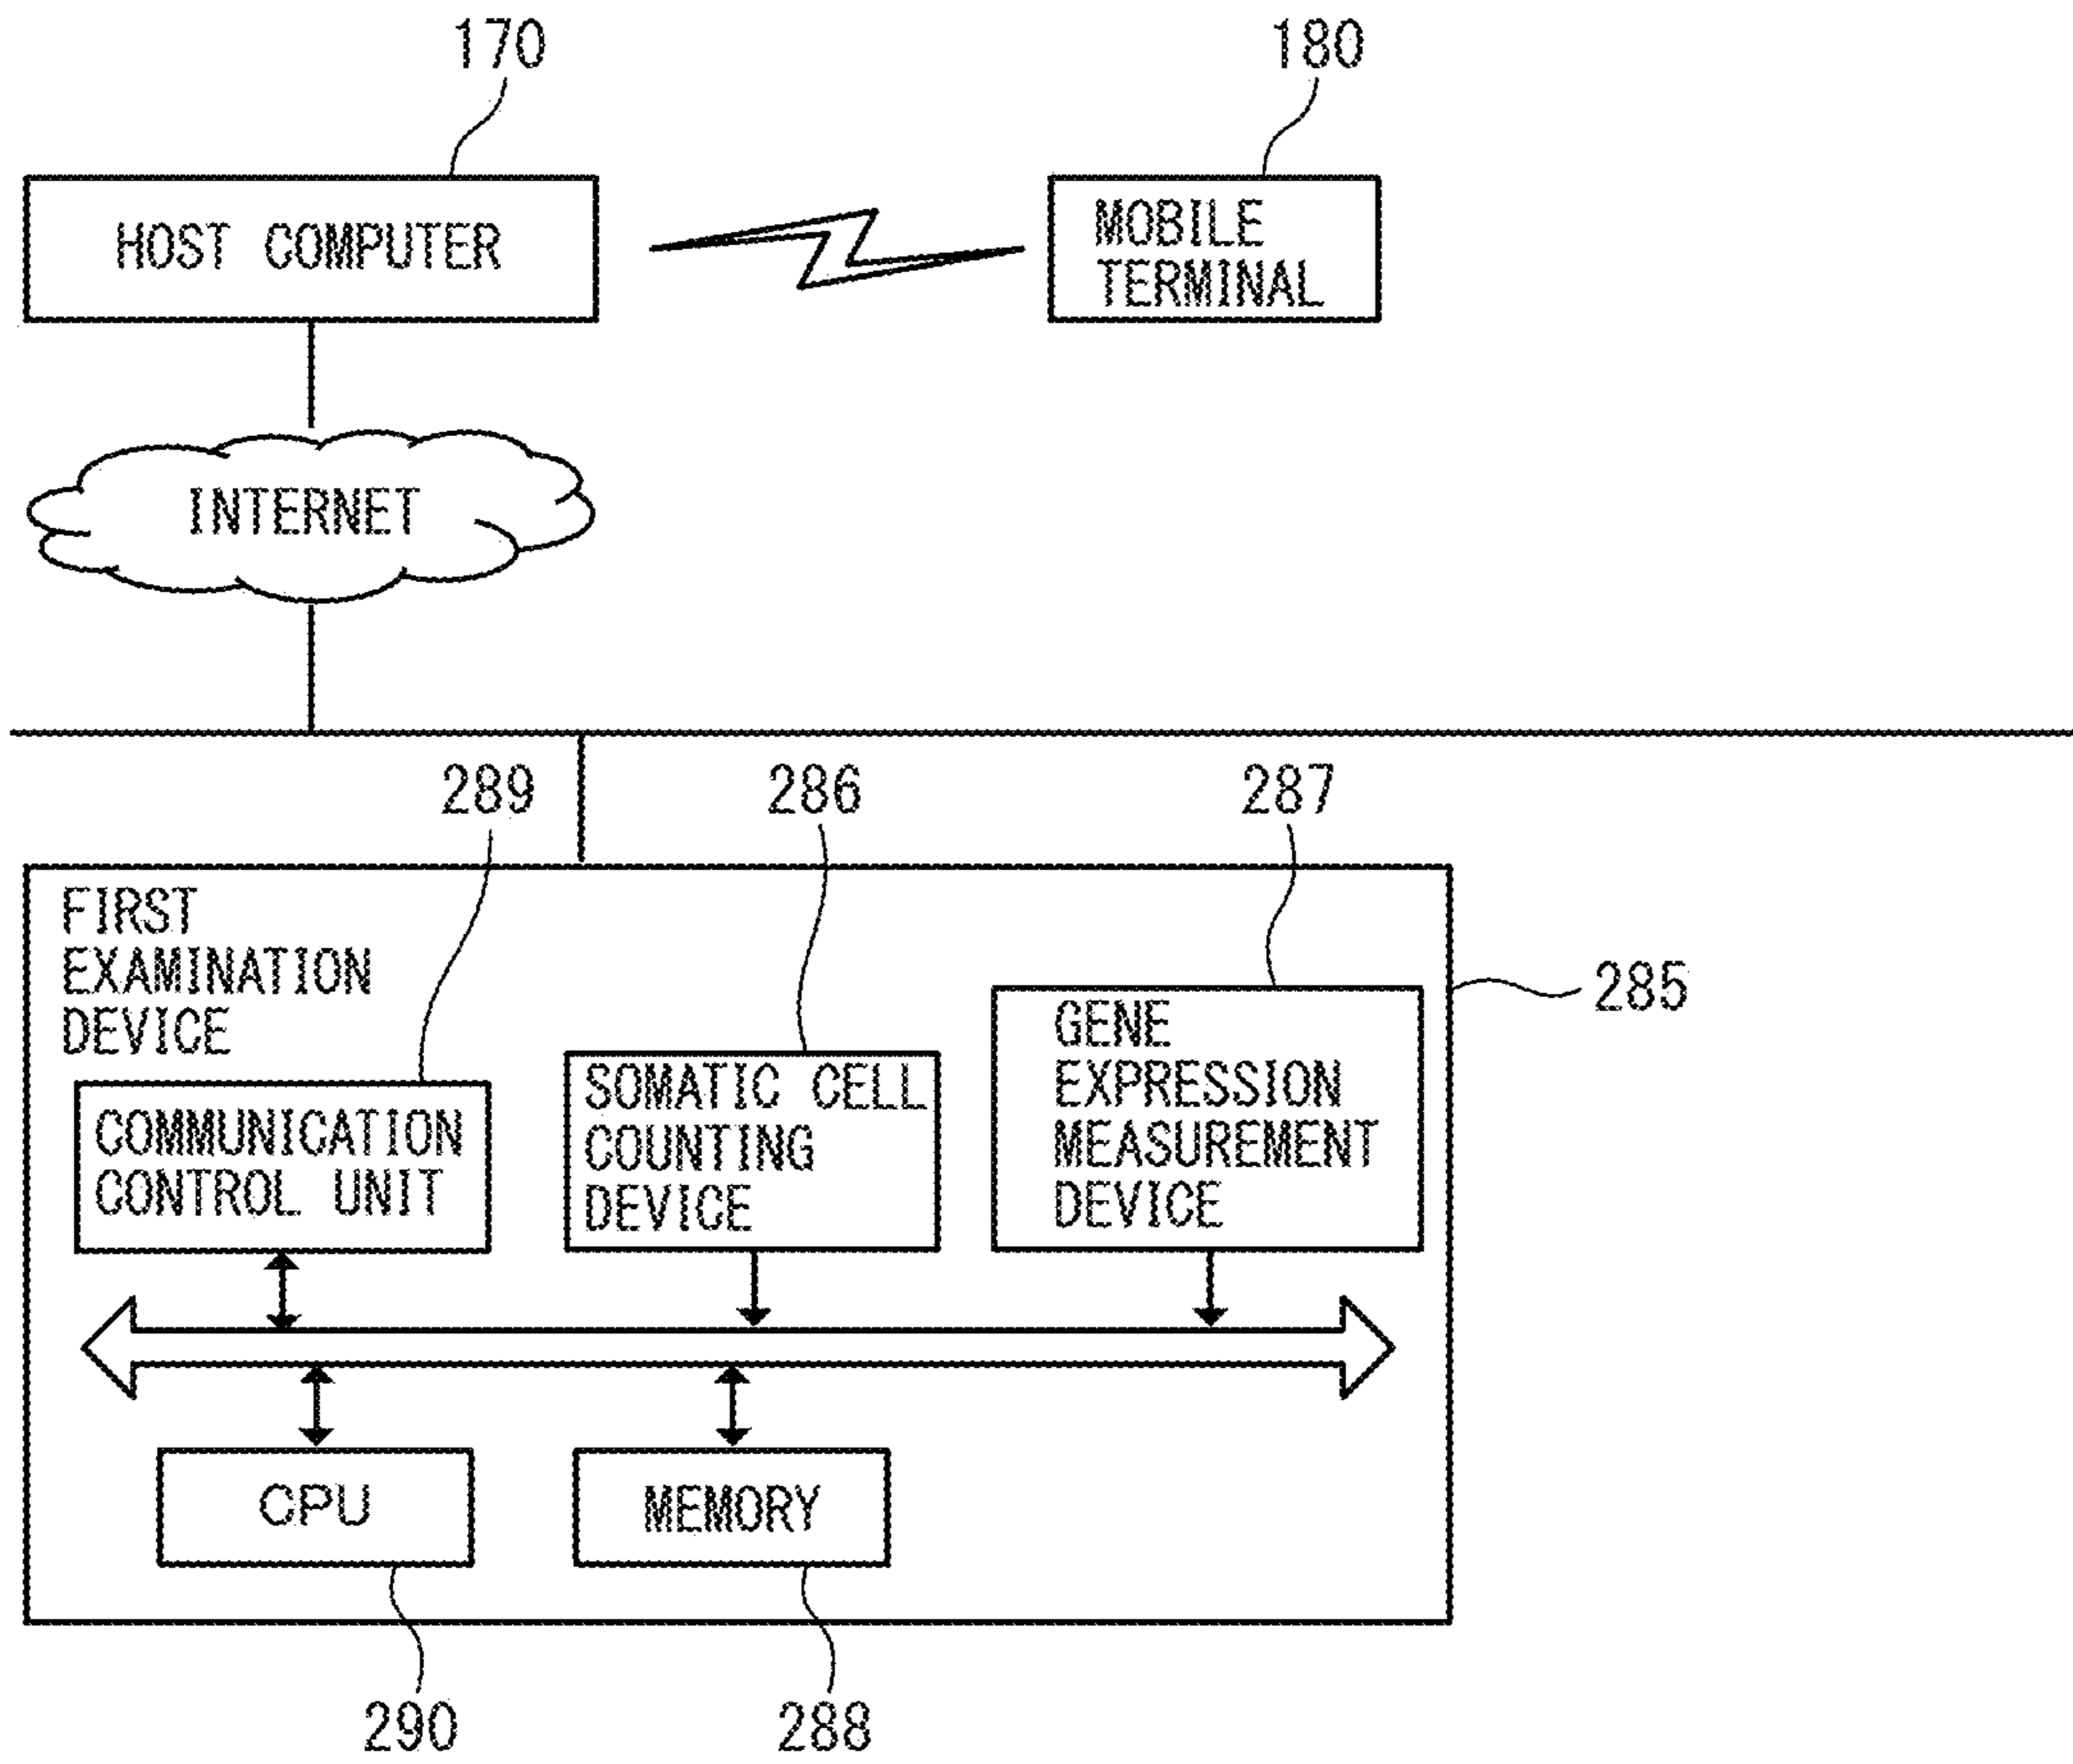 170
180
HOST COMPUTER
MOBILE
TERMINAL
INTERNET
289
286
287
FIRST
EXAMINATION
DEVICE
285
COMMUNICATION
CONTROL UNIT
SOMATIC CELL
COUNTING
DEVICE
GENE
EXPRESSION
MEASUREMENT
DEVICE
CPU
MEMORY
290
288